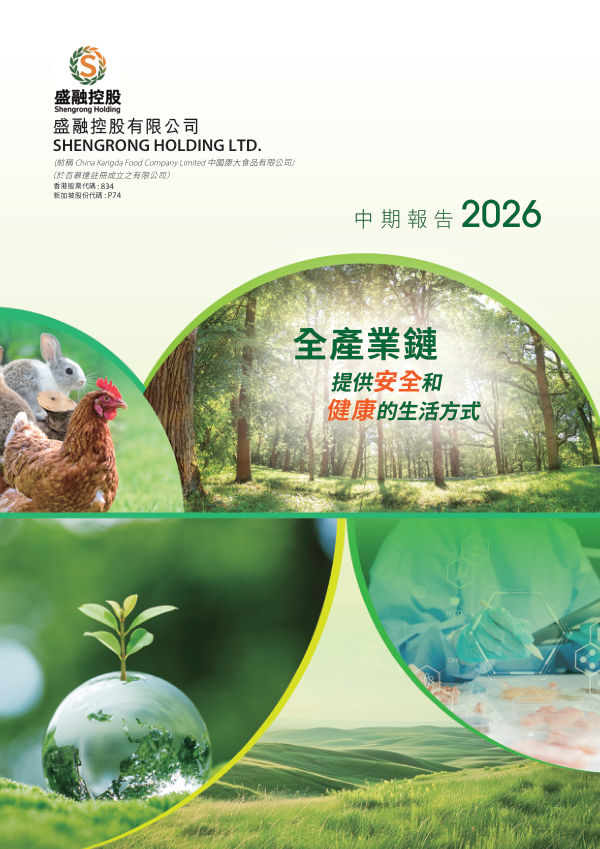 S
盛融控股
Shengrong Holding
盛融控股有限公司
SHENGRONG HOLDING LTD.
(前稱 China Kangda Food Company Limited 中國康大食品有限公司)
(於百慕達註冊成立之有限公司)
香港股票代碼 : 834
新加坡股份代碼 : P74
中期報告 2026
全產業鏈
提供安全和
健康的生活方式
OH